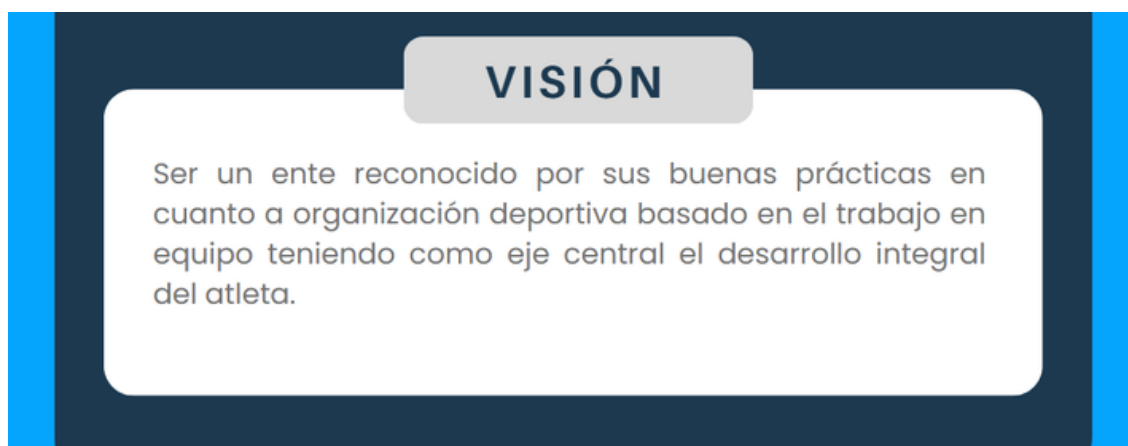 VISIÓN
Ser un ente reconocido por sus buenas prácticas en
cuanto a organización deportiva basado en el trabajo en
equipo teniendo como eje central el desarrollo integral
del atleta.